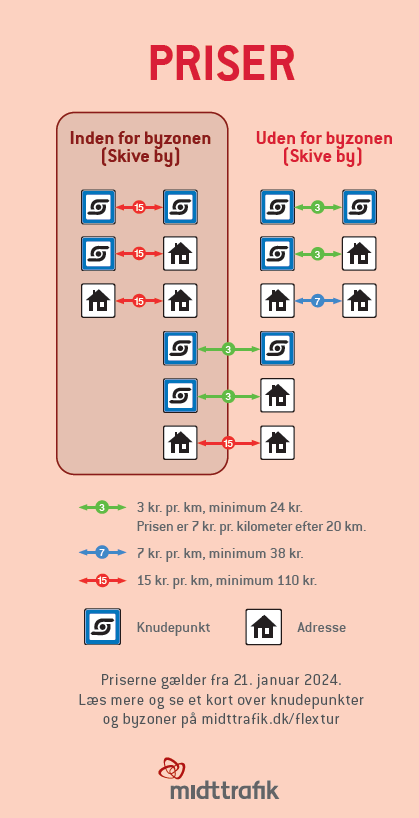 PRISER
Inden for byzonen
(Skive by)
Uden for byzonen
(Skive by)
15
3
15
3
15
7
3
3
15
3 3 kr. pr. km, minimum 24 kr.
Prisen er 7 kr. pr. kilometer efter 20 km.
7 7 kr. pr. km, minimum 38 kr.
15 15 kr. pr. km, minimum 110 kr.
Knudepunkt Adresse
Priserne gælder fra 21. januar 2024.
Læs mere og se et kort over knudepunkter
og byzoner på midttrafik.dk/flextur
midttrafik